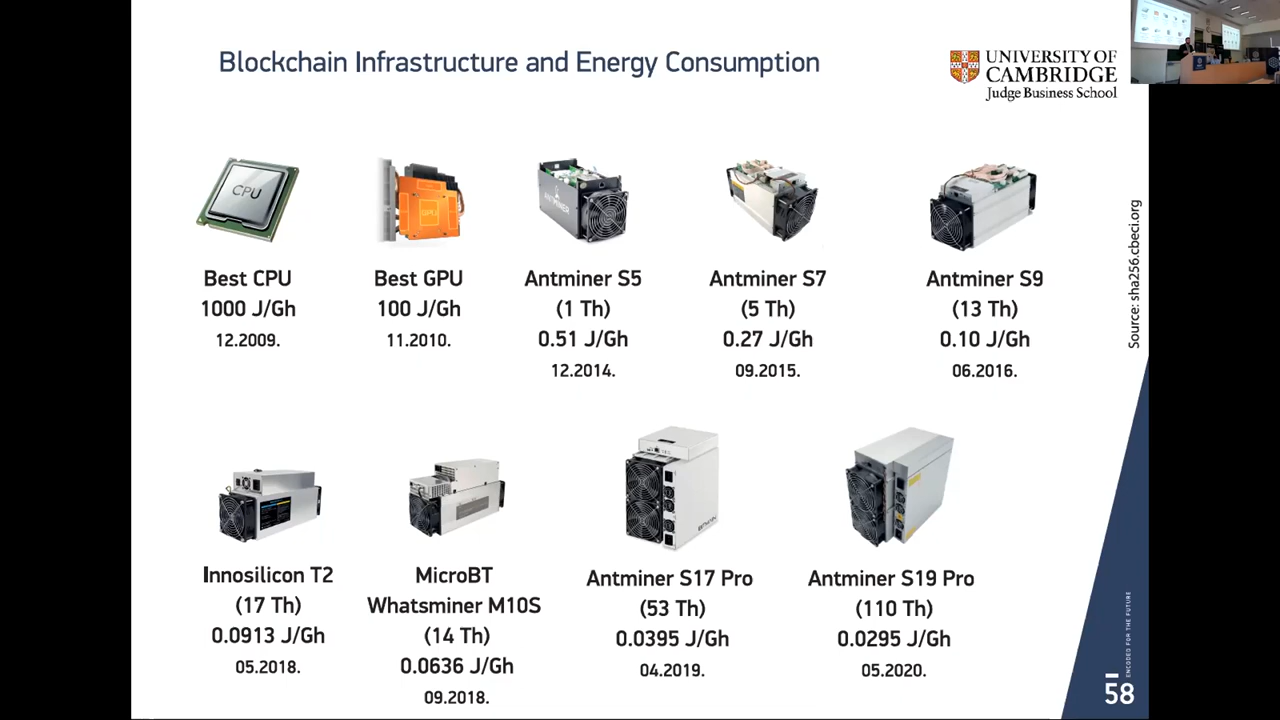 Blockchain Infrastructure and Energy Consumption
UNIVERSITY OF
CAMBRIDGE
Judge Business School
CPU
Best CPU
1000 J/Gh
12.2009.
GPU
Best GPU
100 J/Gh
11.2010.
ANTMINER
Antminer S5
(1 Th)
0.51 J/Gh
12.2014.
Antminer S7
(5 Th)
0.27 J/Gh
09.2015.
Antminer S9
(13 Th)
0.10 J/Gh
06.2016.
Source: sha256.cbeci.org
Innosilicon T2
(17 Th)
0.0913 J/Gh
05.2018.
MicroBT
Whatsminer M10S
(14 Th)
0.0636 J/Gh
09.2018.
Antminer S17 Pro
(53 Th)
0.0395 J/Gh
04.2019.
Antminer S19 Pro
(110 Th)
0.0295 J/Gh
05.2020.
ENCODED FOR THE FUTURE
58